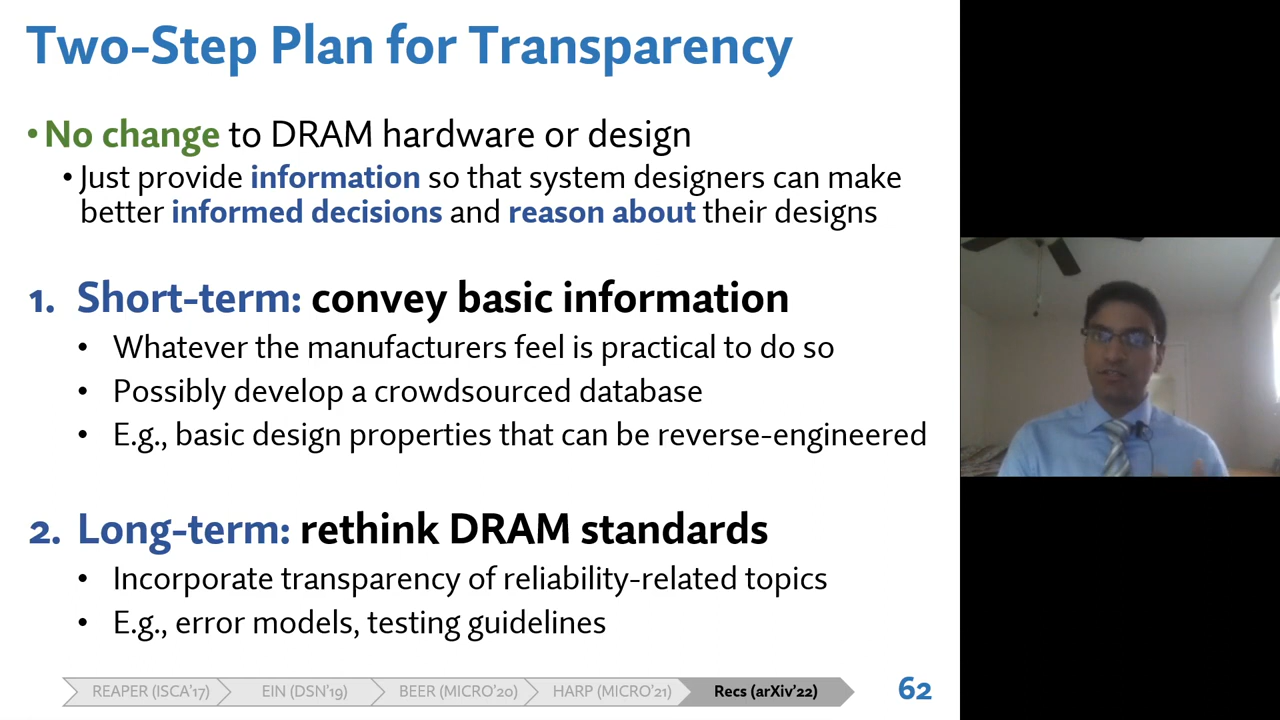 Two-Step Plan for Transparency
• No change to DRAM hardware or design
• Just provide information so that system designers can make
better informed decisions and reason about their designs
1. Short-term: convey basic information
• Whatever the manufacturers feel is practical to do so
• Possibly develop a crowdsourced database
• E.g., basic design properties that can be reverse-engineered
2. Long-term: rethink DRAM standards
• Incorporate transparency of reliability-related topics
• E.g., error models, testing guidelines
REAPER (ISCA'17) EIN (DSN'19) BEER (MICRO'20) HARP (MICRO'21) Recs (arXiv'22) 62